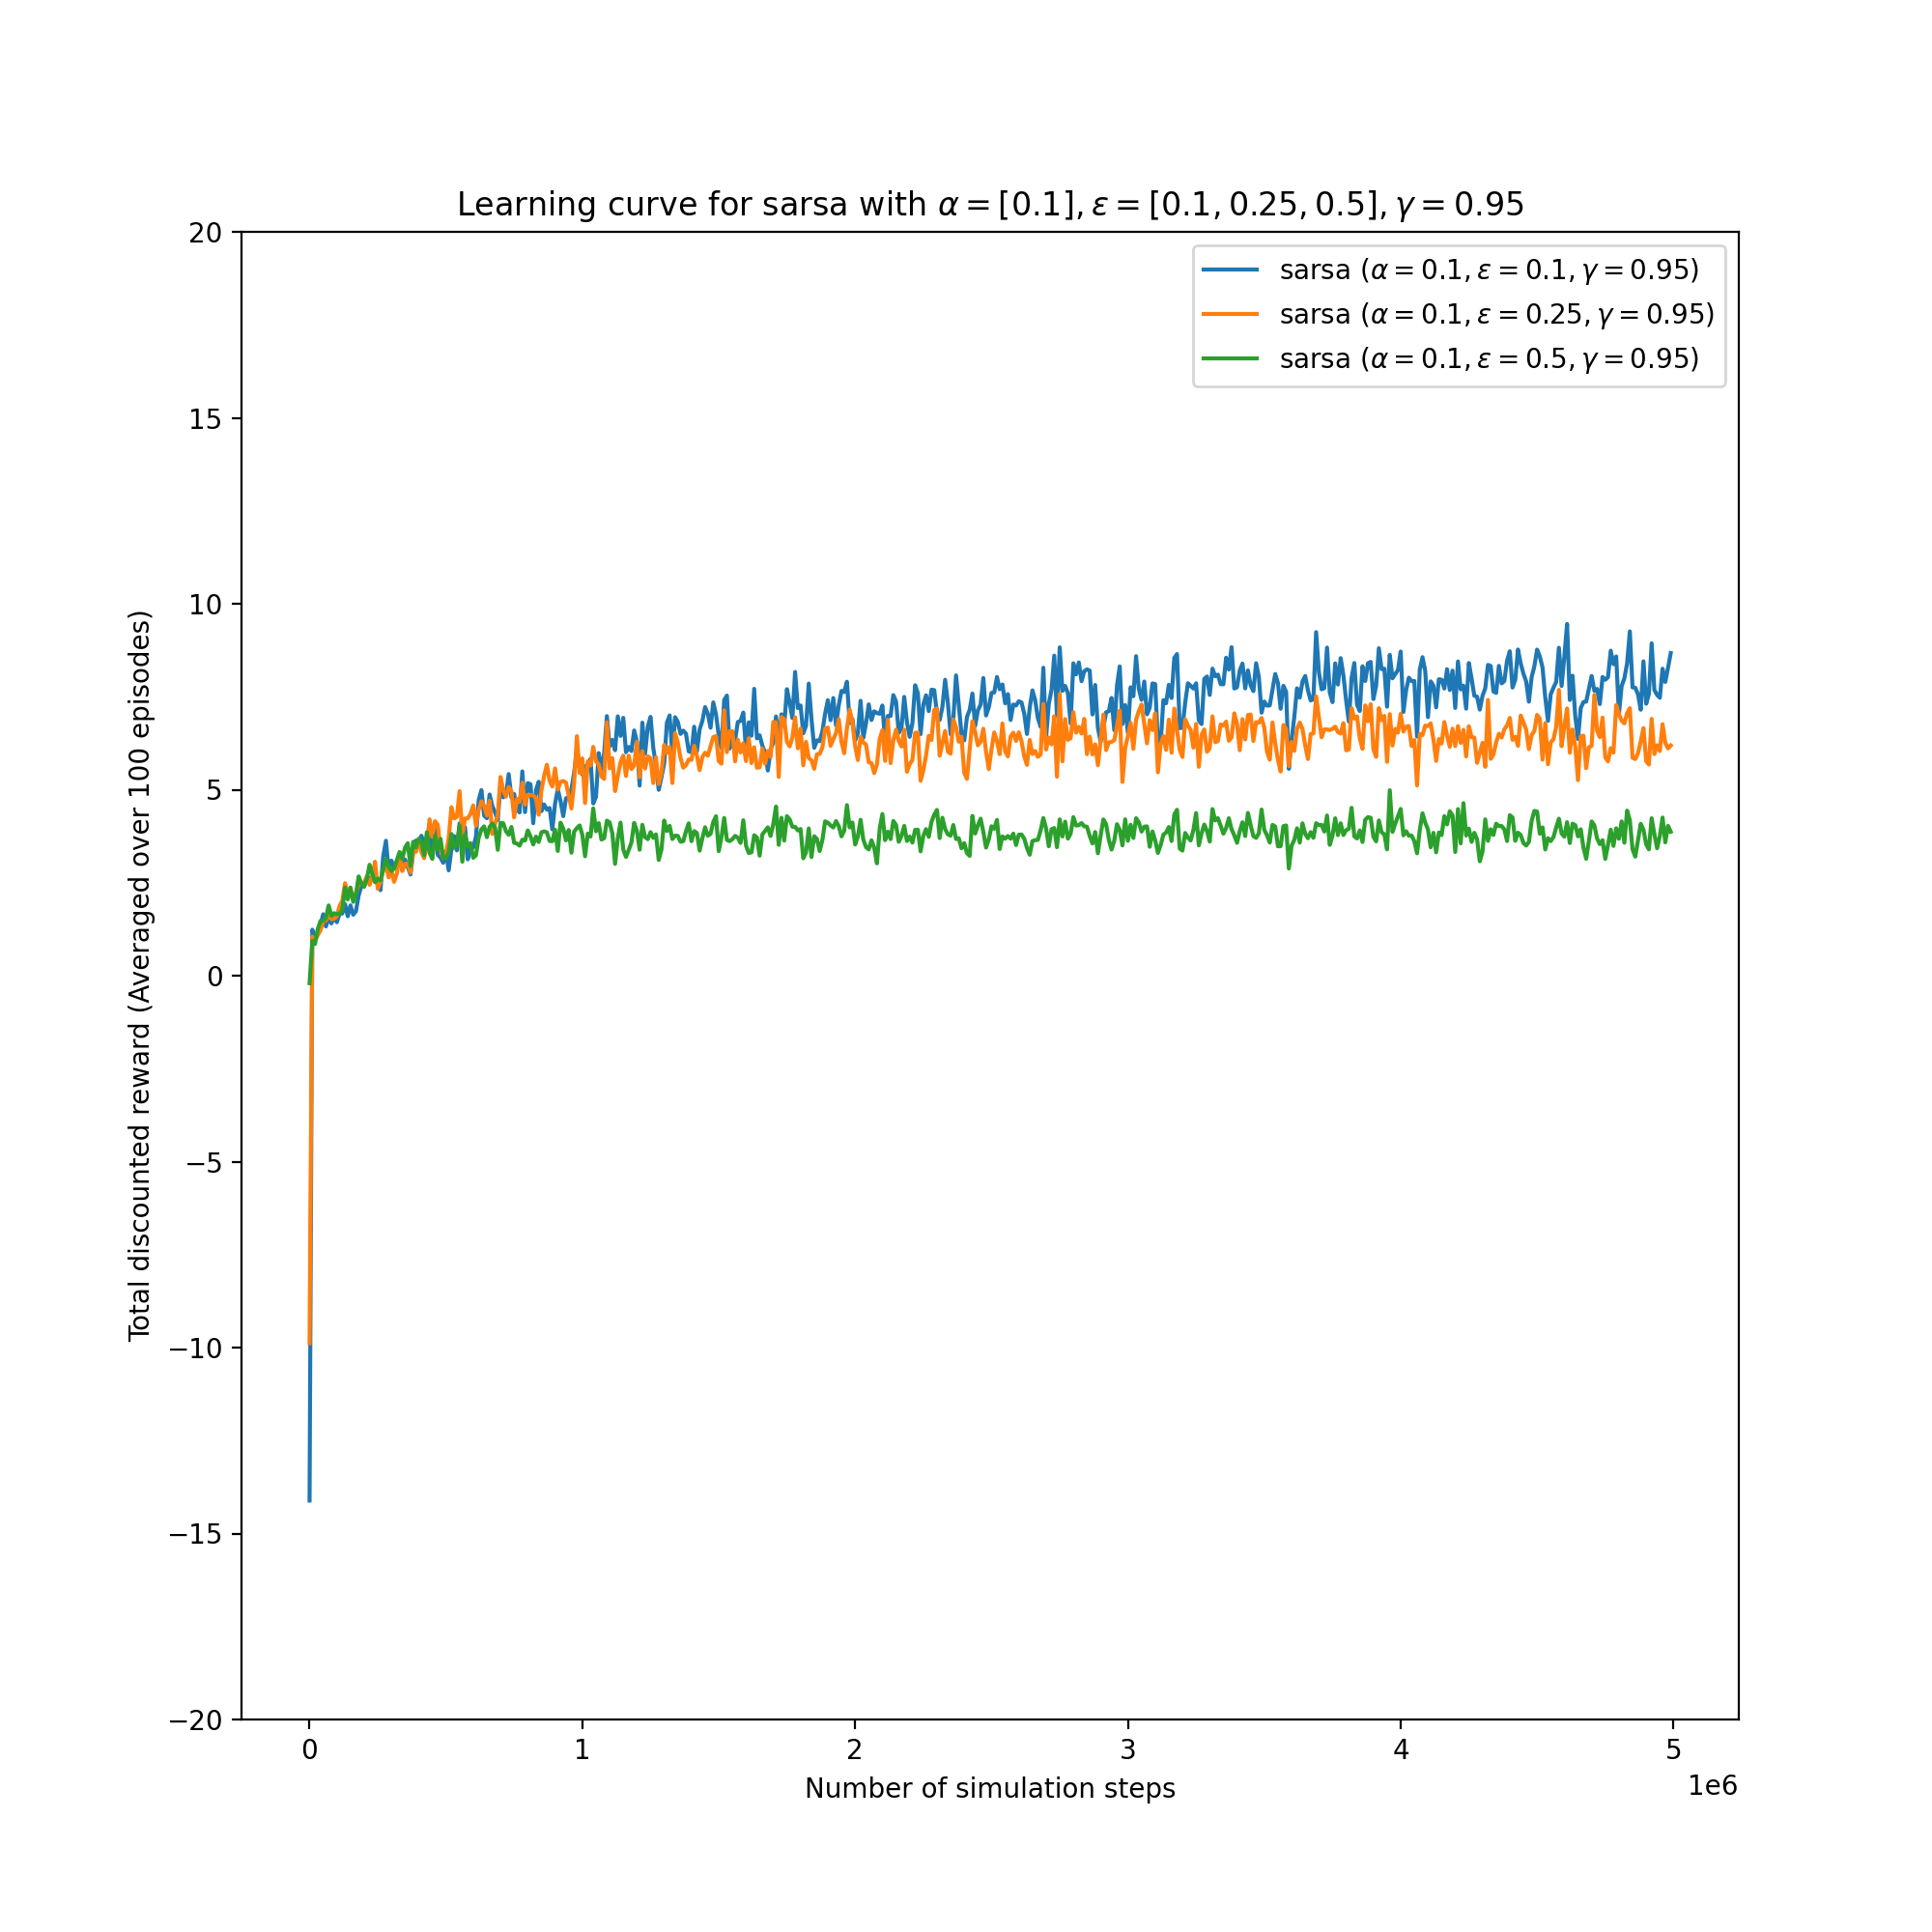 Learning curve for sarsa with α = [0.1], ε = [0.1, 0.25, 0.5], γ = 0.95
sarsa (α = 0.1, ε = 0.1, γ = 0.95)
sarsa (α = 0.1, ε = 0.25, γ = 0.95)
sarsa (α = 0.1, ε = 0.5, γ = 0.95)
Total discounted reward (Averaged over 100 episodes)
20
15
10
5
0
−5
−10
−15
−20
0 1 2 3 4 5
1e6
Number of simulation steps